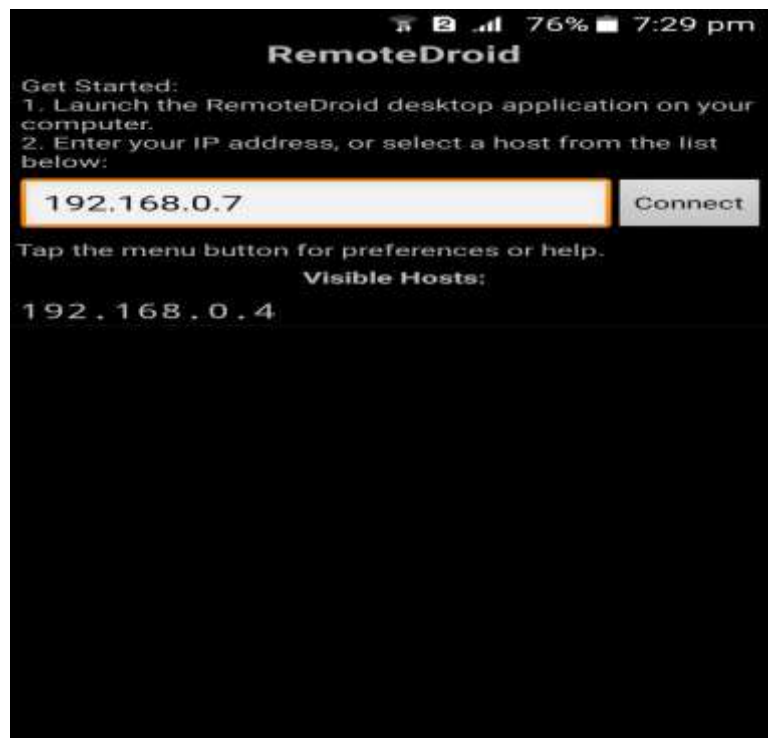 2 76% 7:29 pm
RemoteDroid
Get Started:
1. Launch the RemoteDroid desktop application on your
computer.
2. Enter your IP address, or select a host from the list
below:
192.168.0.7 Connect
Tap the menu button for preferences or help.
Visible Hosts:
192.168.0.4